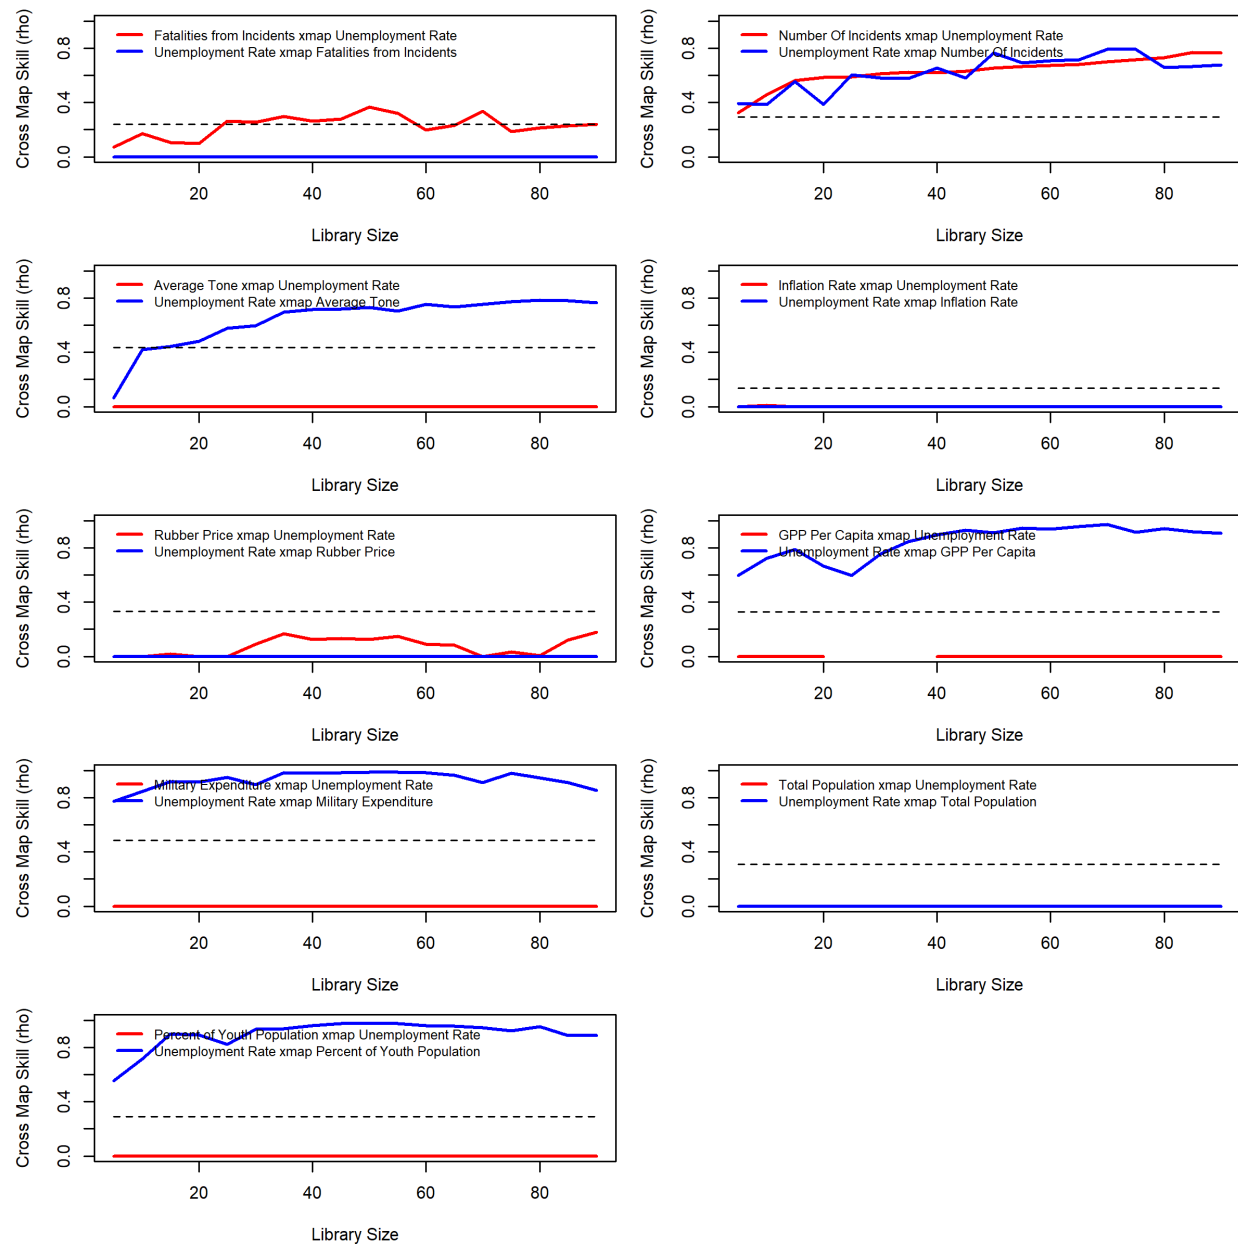 Cross Map Skill (rho)
0.8
0.4
0.0
Fatalities from Incidents xmap Unemployment Rate
Unemployment Rate xmap Fatalities from Incidents
20 40 60 80
Library Size
Cross Map Skill (rho)
0.8
0.4
0.0
Number Of Incidents xmap Unemployment Rate
Unemployment Rate xmap Number Of Incidents
20 40 60 80
Library Size
Cross Map Skill (rho)
0.8
0.4
0.0
Average Tone xmap Unemployment Rate
Unemployment Rate xmap Average Tone
20 40 60 80
Library Size
Cross Map Skill (rho)
0.8
0.4
0.0
Inflation Rate xmap Unemployment Rate
Unemployment Rate xmap Inflation Rate
20 40 60 80
Library Size
Cross Map Skill (rho)
0.8
0.4
0.0
Rubber Price xmap Unemployment Rate
Unemployment Rate xmap Rubber Price
20 40 60 80
Library Size
Cross Map Skill (rho)
0.8
0.4
0.0
GPP Per Capita xmap Unemployment Rate
Unemployment Rate xmap GPP Per Capita
20 40 60 80
Library Size
Cross Map Skill (rho)
0.8
0.4
0.0
Military Expenditure xmap Unemployment Rate
Unemployment Rate xmap Military Expenditure
20 40 60 80
Library Size
Cross Map Skill (rho)
0.8
0.4
0.0
Total Population xmap Unemployment Rate
Unemployment Rate xmap Total Population
20 40 60 80
Library Size
Cross Map Skill (rho)
0.8
0.4
0.0
Percent of Youth Population xmap Unemployment Rate
Unemployment Rate xmap Percent of Youth Population
20 40 60 80
Library Size